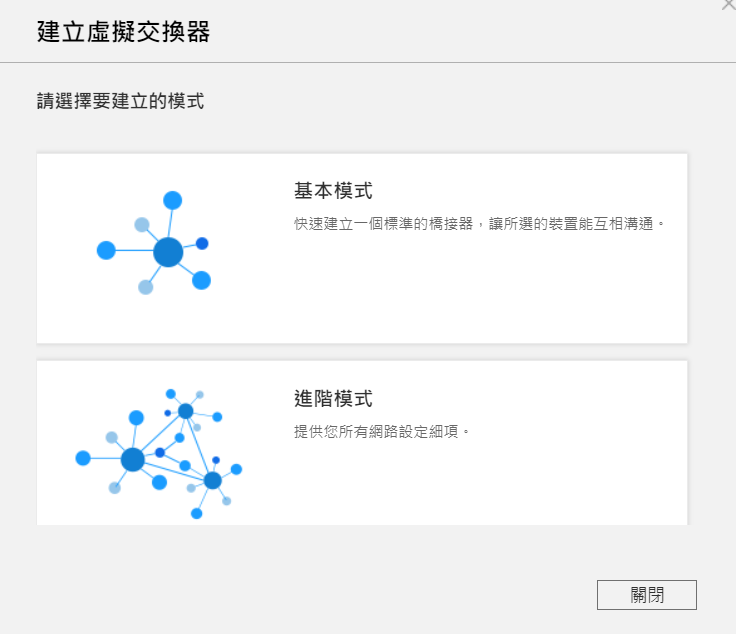 建立虛擬交換器
請選擇要建立的模式
基本模式
快速建立一個標準的橋接器，讓所選的裝置能互相溝通。
進階模式
提供您所有網路設定細項。
關閉